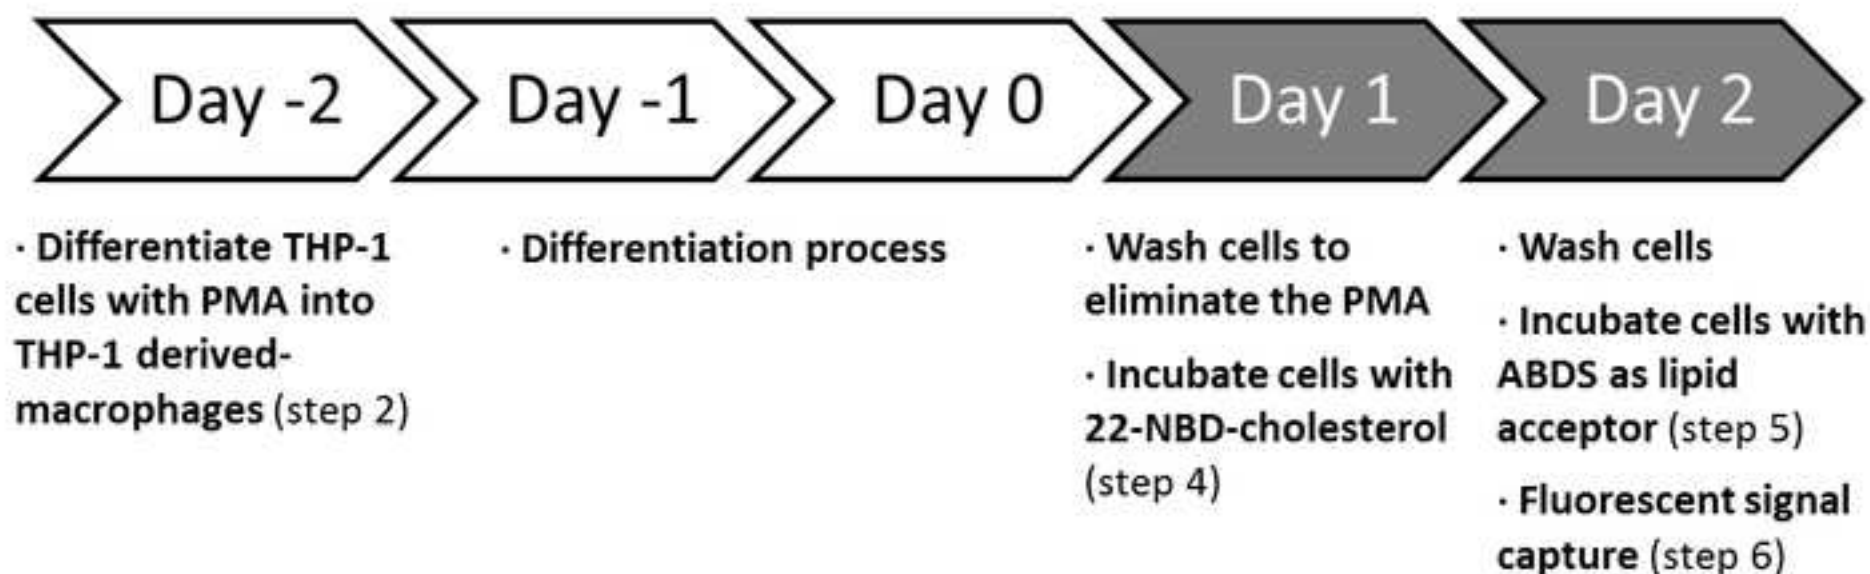 Day -2
Day -1
Day 0
Day 1
Day 2
· Differentiate THP-1
cells with PMA into
THP-1 derived-
macrophages (step 2)
· Differentiation process
· Wash cells to
eliminate the PMA
· Incubate cells with
22-NBD-cholesterol
(step 4)
· Wash cells
· Incubate cells with
ABDS as lipid
acceptor (step 5)
· Fluorescent signal
capture (step 6)